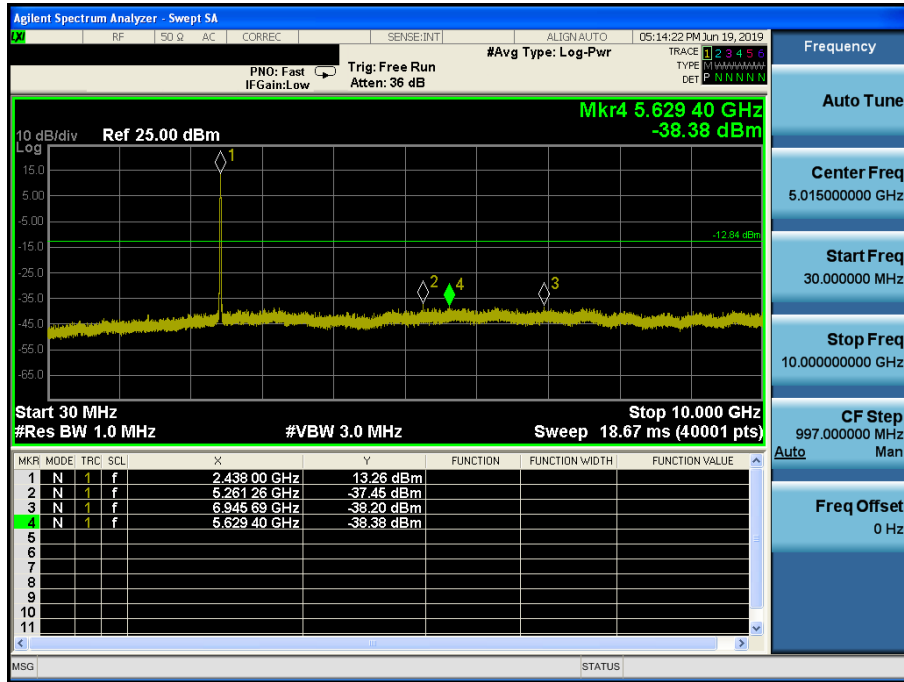 Agilent Spectrum Analyzer - Swept SA
LXI RF 50 Ω AC CORREC SENSE:INT ALIGN AUTO 05:14:22 PM Jun 19, 2019
#Avg Type: Log-Pwr
TRACE 1 2 3 4 5 6
TYPE M WWWWW
DET P N N N N N
PNO: Fast
IFGain:Low
Trig: Free Run
Atten: 36 dB
Mkr4 5.629 40 GHz
-38.38 dBm
10 dB/div Ref 25.00 dBm
Log
15.0
5.00
-5.00
-15.0
-25.0
-35.0
-45.0
-55.0
-65.0
1
-12.84 dBm
2
4
3
Start 30 MHz Stop 10.000 GHz
#Res BW 1.0 MHz #VBW 3.0 MHz Sweep 18.67 ms (40001 pts)
MKR MODE TRC SCL X Y FUNCTION FUNCTION WIDTH FUNCTION VALUE
1 N 1 f 2.438 00 GHz 13.26 dBm
2 N 1 f 5.261 26 GHz -37.45 dBm
3 N 1 f 6.945 69 GHz -38.20 dBm
4 N 1 f 5.629 40 GHz -38.38 dBm
5
6
7
8
9
10
11
MSG STATUS
Frequency
Auto Tune
Center Freq
5.015000000 GHz
Start Freq
30.000000 MHz
Stop Freq
10.000000000 GHz
CF Step
997.000000 MHz
Auto Man
Freq Offset
0 Hz